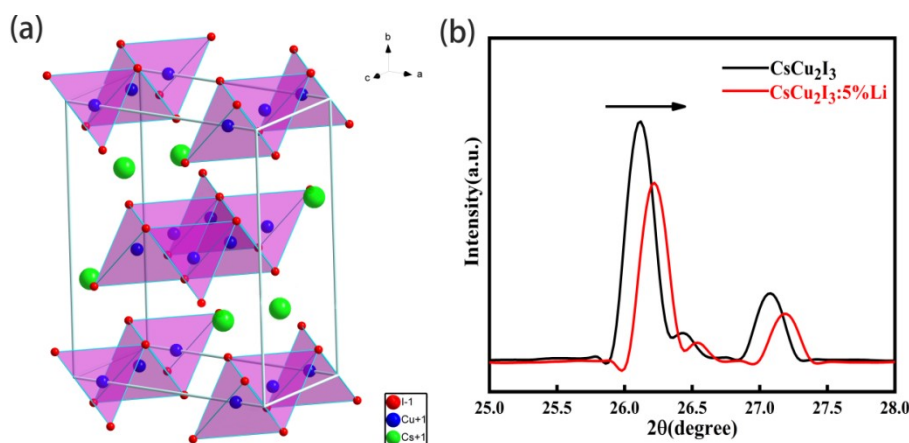 (a)
b
c
a
I-1
Cu+1
Cs+1
(b)
CsCu₂I₃
CsCu₂I₃:5%Li
Intensity(a.u.)
25.0 25.5 26.0 26.5 27.0 27.5 28.0
2θ(degree)